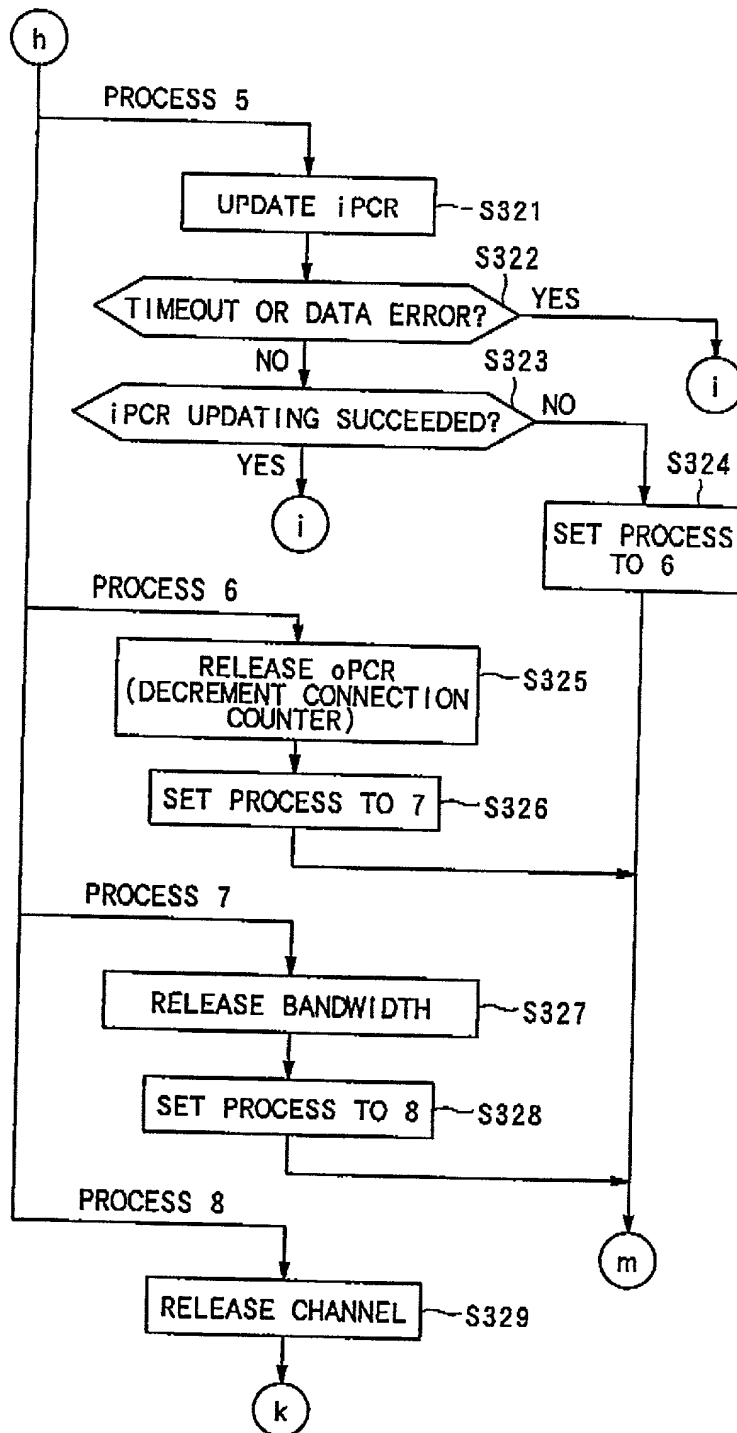 h
PROCESS 5
UPDATE iPCR
S321
S322
TIMEOUT OR DATA ERROR?
YES
NO
i
S323
iPCR UPDATING SUCCEEDED?
NO
YES
i
S324
SET PROCESS
TO 6
PROCESS 6
RELEASE oPCR
(DECREMENT CONNECTION
COUNTER)
S325
SET PROCESS TO 7
S326
PROCESS 7
RELEASE BANDWIDTH
S327
SET PROCESS TO 8
S328
PROCESS 8
m
RELEASE CHANNEL
S329
k